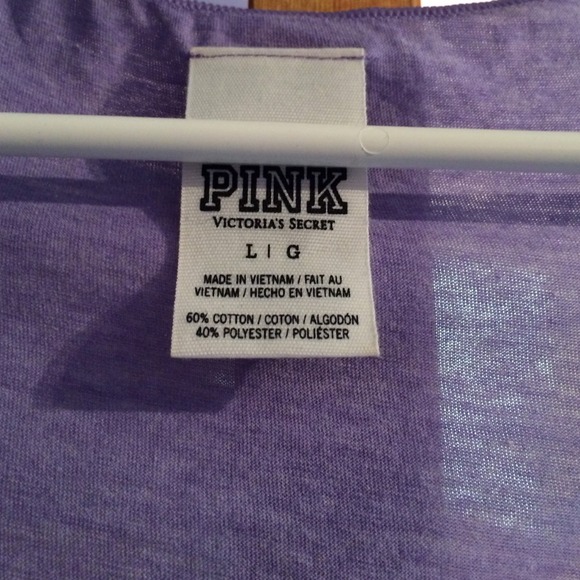 PINK
VICTORIA'S SECRET
L | G
MADE IN VIETNAM / FAIT AU
VIETNAM / HECHO EN VIETNAM
60% COTTON / COTON / ALGODÓN
40% POLYESTER / POLIÉSTER